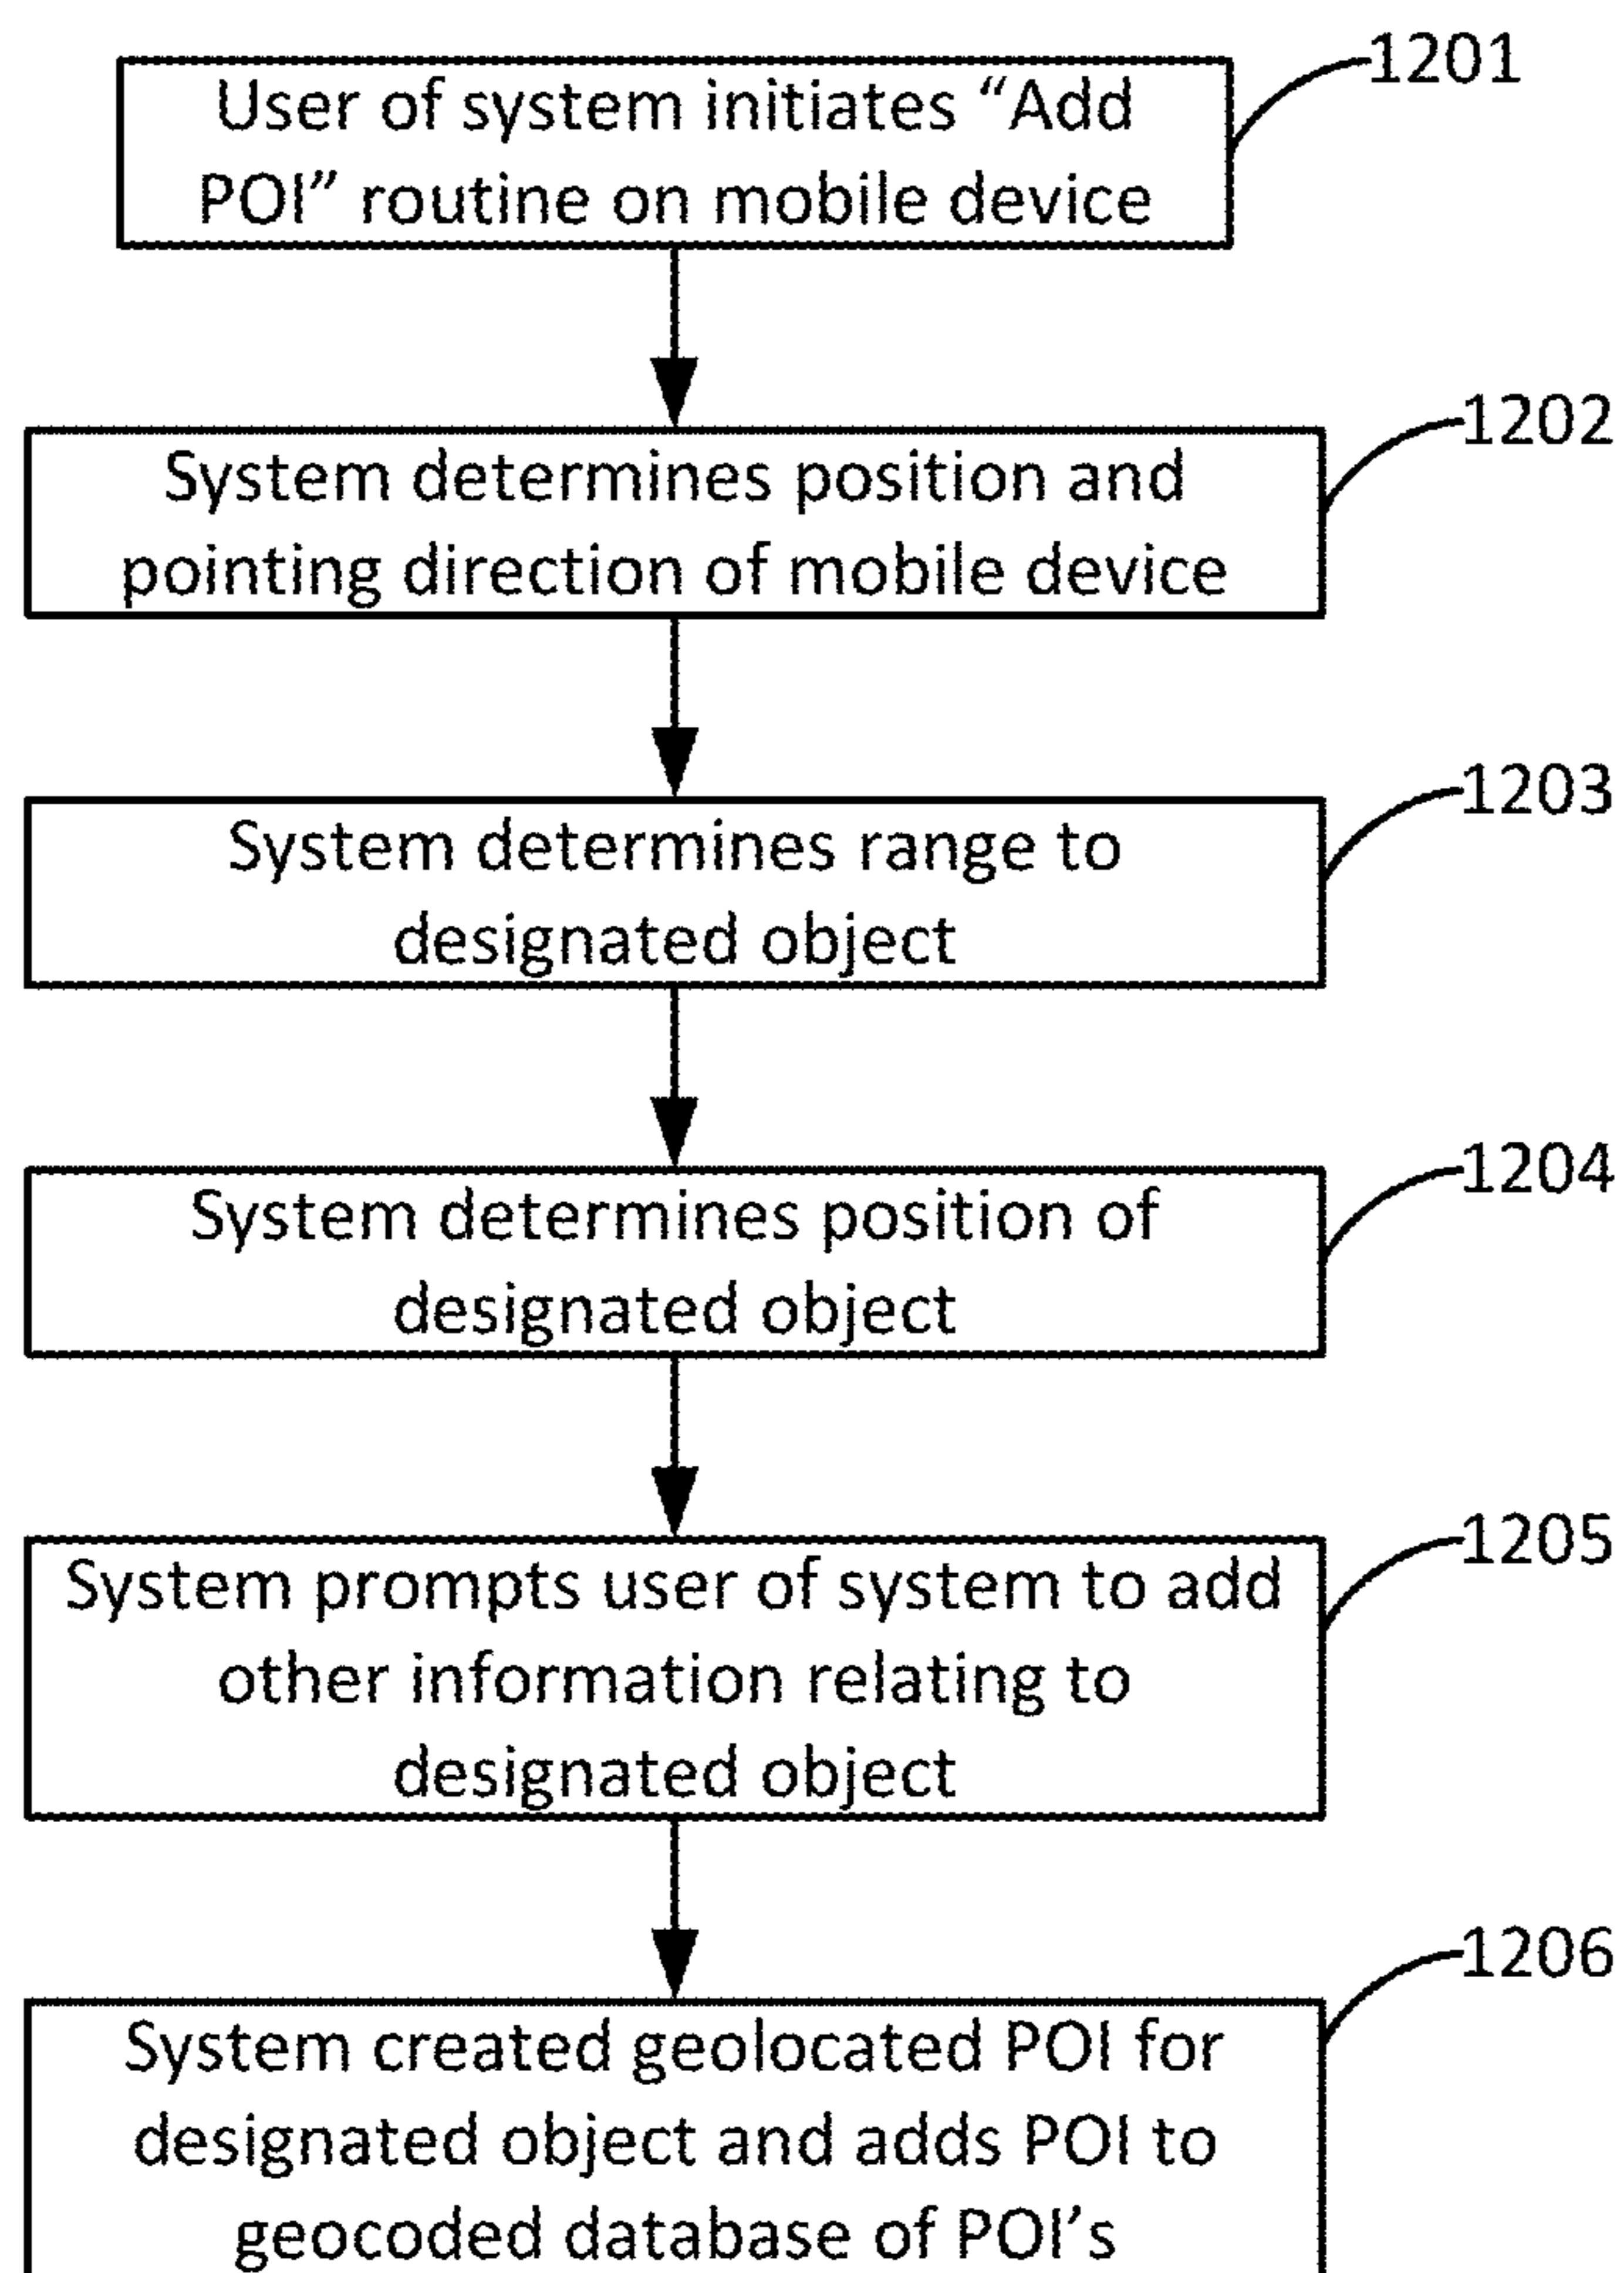 1201
User of system initiates “Add
POI” routine on mobile device
1202
System determines position and
pointing direction of mobile device
1203
System determines range to
designated object
1204
System determines position of
designated object
1205
System prompts user of system to add
other information relating to
designated object
1206
System created geolocated POI for
designated object and adds POI to
geocoded database of POI’s